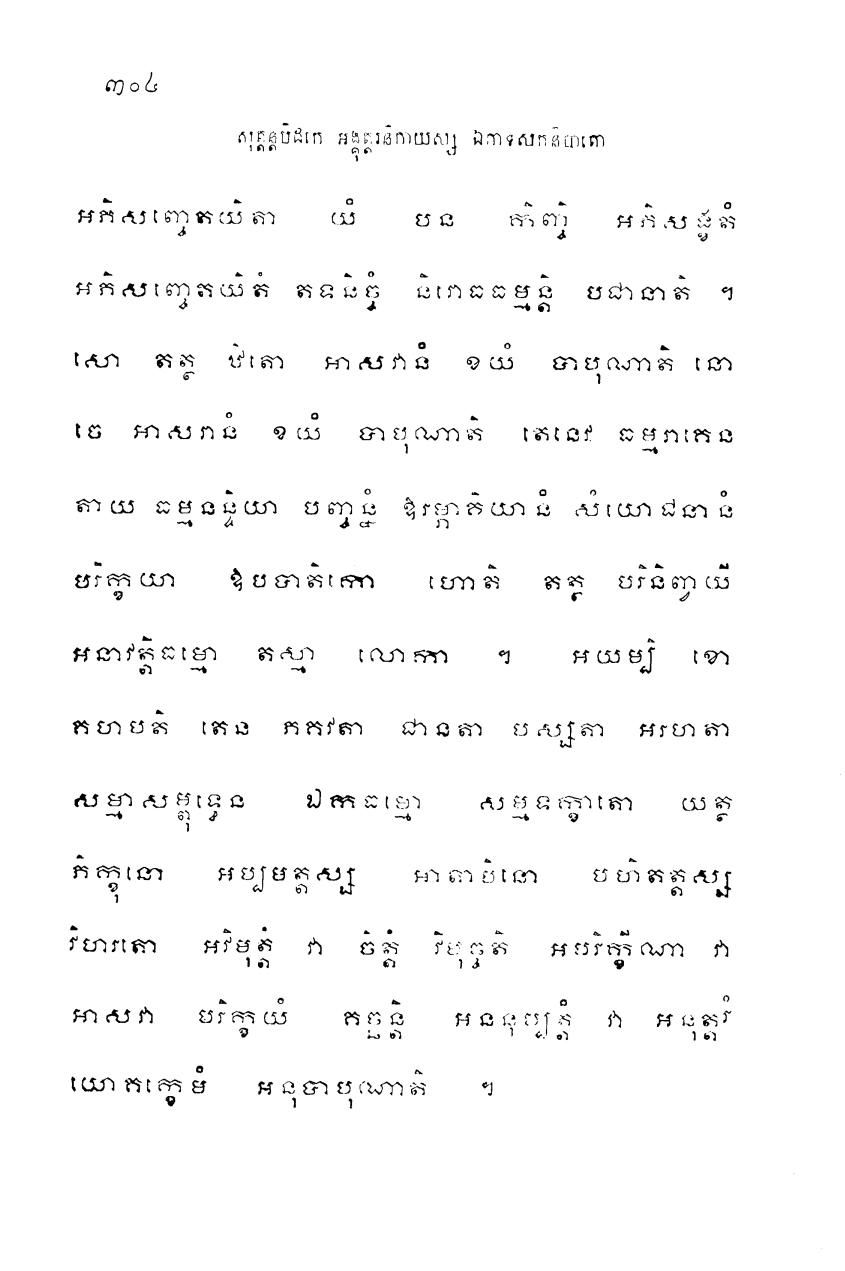 ៣០៤
សុត្តន្តបិដកេ អង្គុត្តរនិកាយស្ស ឯកាទសកនិបាតោ
អភិសញ្ចេតយិតា យំ បន កិញ្ចិ អភិសង្ខតំ
អភិសញ្ចេតយិតំ តទនិច្ចំ និរោធធម្មន្តិ បជានាតិ ។
សោ តត្ថ ឋិតោ អាសវានំ ខយំ បាបុណាតិ នោ
ចេ អាសវានំ ខយំ បាបុណាតិ តេនេវ ធម្មរាគេន
តាយ ធម្មនន្ទិយា បញ្ចន្នំ ឱរម្ភាគិយានំ សំយោជនានំ
បរិក្ខយា ឱបបាតិកោ ហោតិ តត្ថ បរិនិព្វាយី
អនាវត្តិធម្មោ តស្មា លោកា ។ អយម្បិ ខោ
គហបតិ តេន ភគវតា ជានតា បស្សតា អរហតា
សម្មាសម្ពុទ្ធេន ឯកធម្មោ សម្មទក្ខាតោ យត្ថ
ភិក្ខុនោ អប្បមត្តស្ស អាតាបិនោ បហិតត្តស្ស
វិហរតោ អវិមុត្តំ វា ចិត្តំ វិមុច្ចតិ អបរិក្ខីណា វា
អាសវា បរិក្ខយំ គច្ឆន្តិ អននុប្បត្តំ វា អនុត្តរំ
យោគក្ខេមំ អនុបាបុណាតិ ។